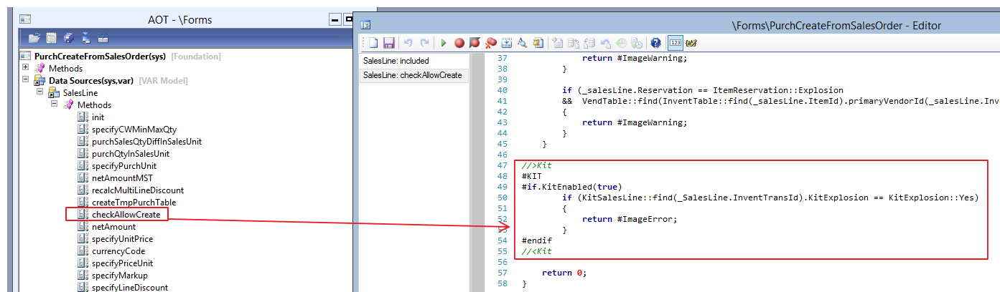 AOT - \Forms
PurchCreateFromSalesOrder(sys) [Foundation]
Methods
Data Sources(sys,var) [VAR Model]
SalesLine
Methods
init
specifyCWMinMaxQty
purchSalesQtyDiffInSalesUnit
purchQtyInSalesUnit
specifyPurchUnit
netAmountMST
recalcMultiLineDiscount
createTmpPurchTable
checkAllowCreate
netAmount
specifyUnitPrice
currencyCode
specifyPriceUnit
specifyMarkup
specifyLineDiscount
\Forms\PurchCreateFromSalesOrder - Editor
123
SalesLine: included
SalesLine: checkAllowCreate
37 return #ImageWarning;
38 }
39
40 if (_salesLine.Reservation == ItemReservation::Explosion
41 && VendTable::find(InventTable::find(_salesLine.ItemId).primaryVendorId(_salesLine.Inve
42 {
43 return #ImageWarning;
44 }
45 }
46
47 //>Kit
48 #KIT
49 #if.KitEnabled(true)
50 if (KitSalesLine::find(_SalesLine.InventTransId).KitExplosion == KitExplosion::Yes)
51 {
52 return #ImageError;
53 }
54 #endif
55 //<Kit
56
57 return 0;
58 }